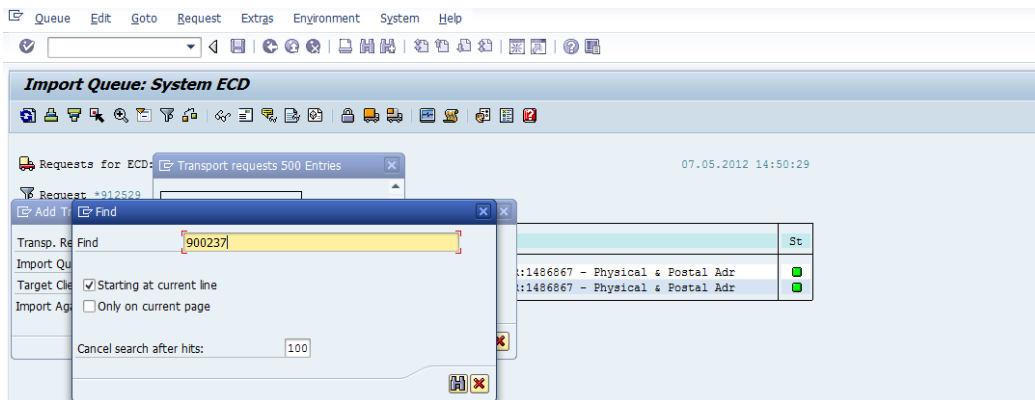 Queue Edit Goto Request Extras Environment System Help
Import Queue: System ECD
Requests for ECD: Transport requests 500 Entries 07.05.2012 14:50:29
Request *912529
Add Tr Find
Transp. Re Find 900237 St
Import Qu :1486867 - Physical & Postal Adr
Target Clie Starting at current line :1486867 - Physical & Postal Adr
Import Aga Only on current page
Cancel search after hits: 100